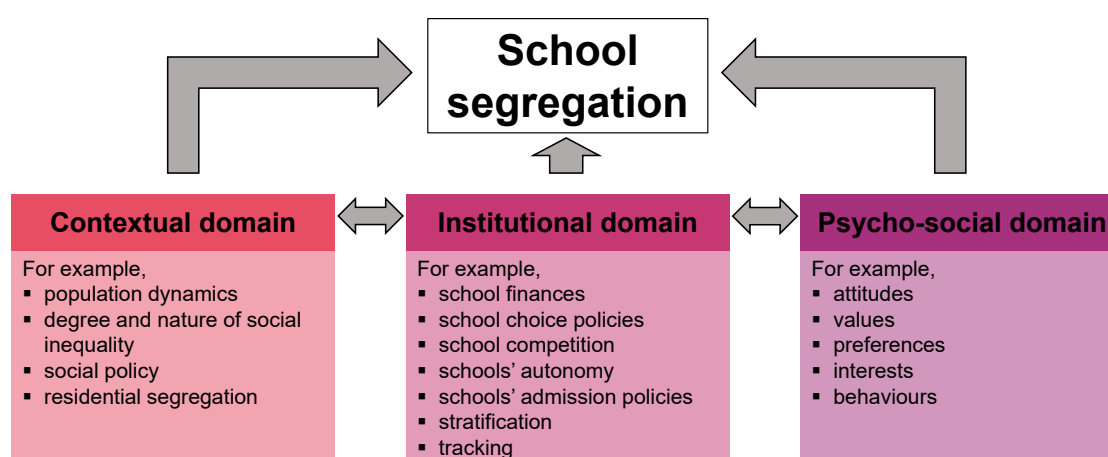 School
segregation
Contextual domain
For example,
▪ population dynamics
▪ degree and nature of social
inequality
▪ social policy
▪ residential segregation
Institutional domain
For example,
▪ school finances
▪ school choice policies
▪ school competition
▪ schools’ autonomy
▪ schools’ admission policies
▪ stratification
▪ tracking
Psycho-social domain
For example,
▪ attitudes
▪ values
▪ preferences
▪ interests
▪ behaviours